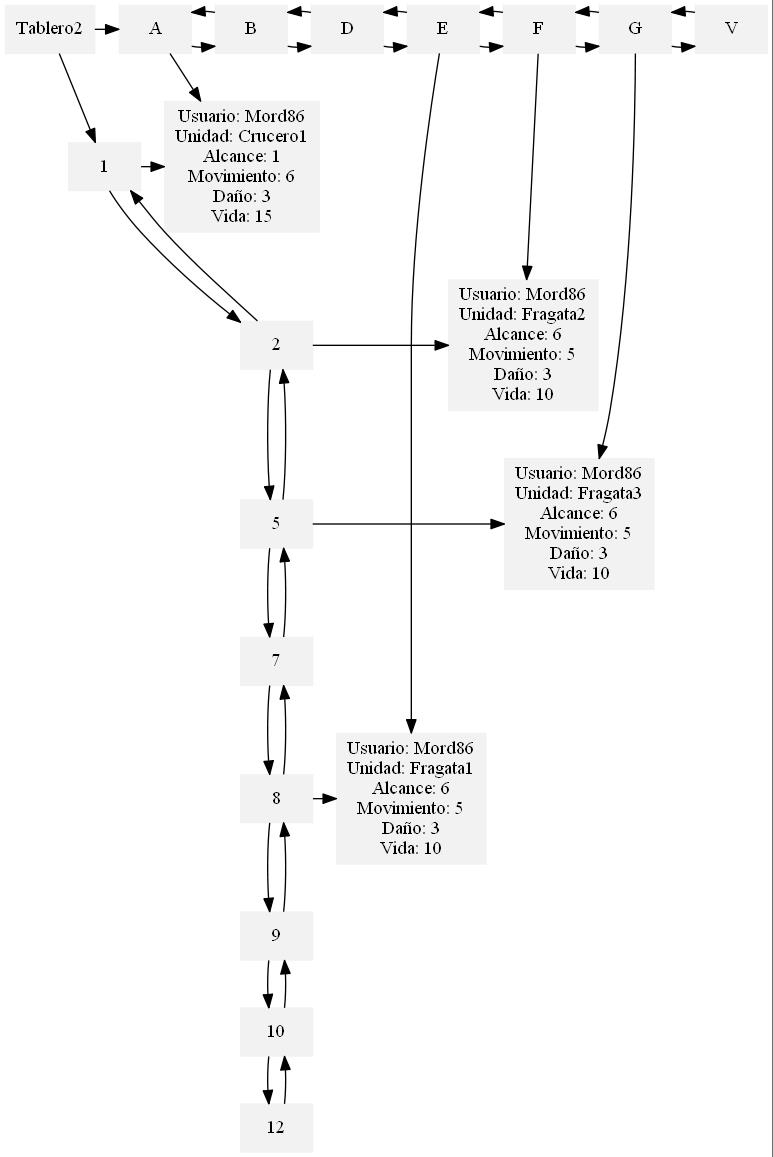 Tablero2
A
B
D
E
F
G
V
1
Usuario: Mord86
Unidad: Crucero1
Alcance: 1
Movimiento: 6
Daño: 3
Vida: 15
2
Usuario: Mord86
Unidad: Fragata2
Alcance: 6
Movimiento: 5
Daño: 3
Vida: 10
5
Usuario: Mord86
Unidad: Fragata3
Alcance: 6
Movimiento: 5
Daño: 3
Vida: 10
7
8
Usuario: Mord86
Unidad: Fragata1
Alcance: 6
Movimiento: 5
Daño: 3
Vida: 10
9
10
12